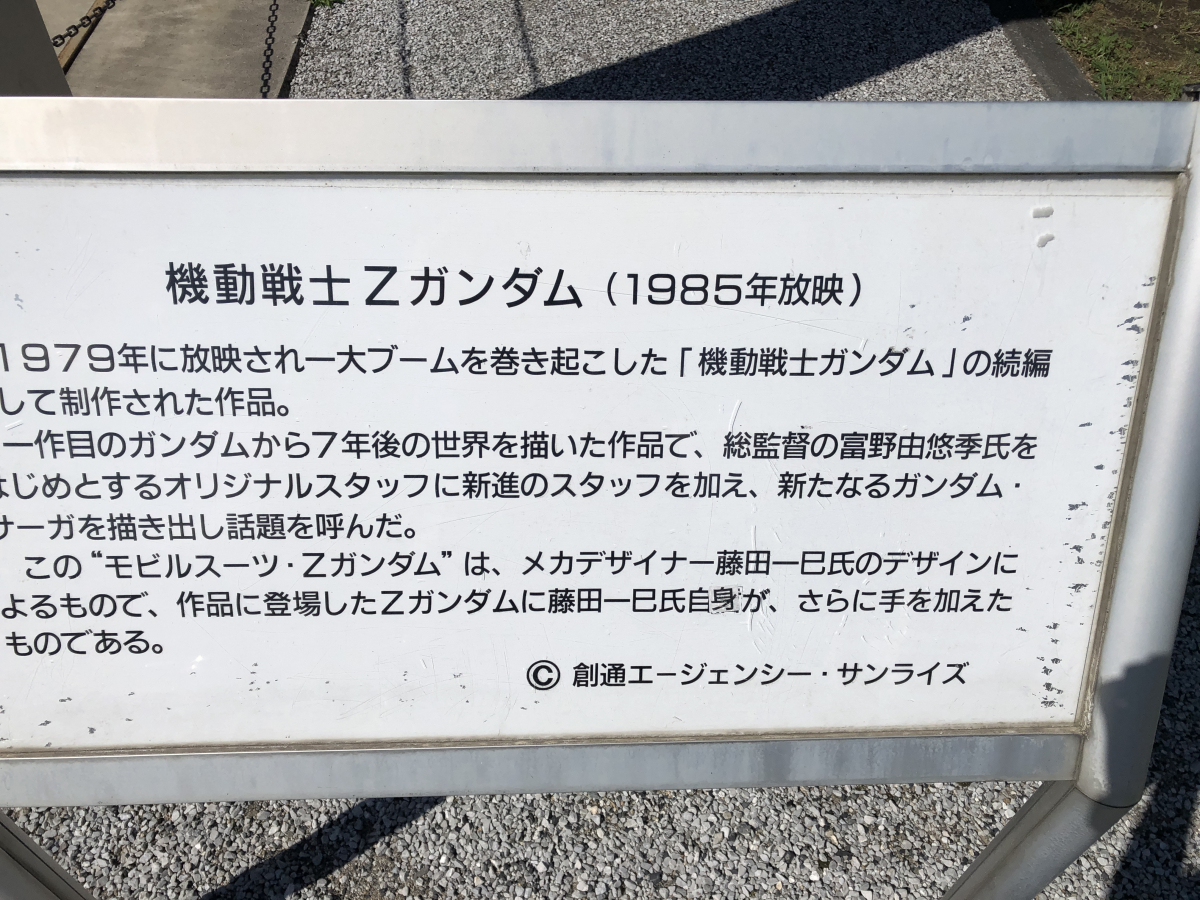 機動戦士Zガンダム（1985年放映）
1979年に放映され一大ブームを巻き起こした「機動戦士ガンダム」の続編
して制作された作品。
一作目のガンダムから7年後の世界を描いた作品で、総監督の富野由悠季氏を
はじめとするオリジナルスタッフに新進のスタッフを加え、新たなるガンダム・
サーガを描き出し話題を呼んだ。
この“モビルスーツ・Zガンダム”は、メカデザイナー藤田一巳氏のデザインに
よるもので、作品に登場したZガンダムに藤田一巳氏自身が、さらに手を加えた
ものである。
© 創通エージェンシー・サンライズ